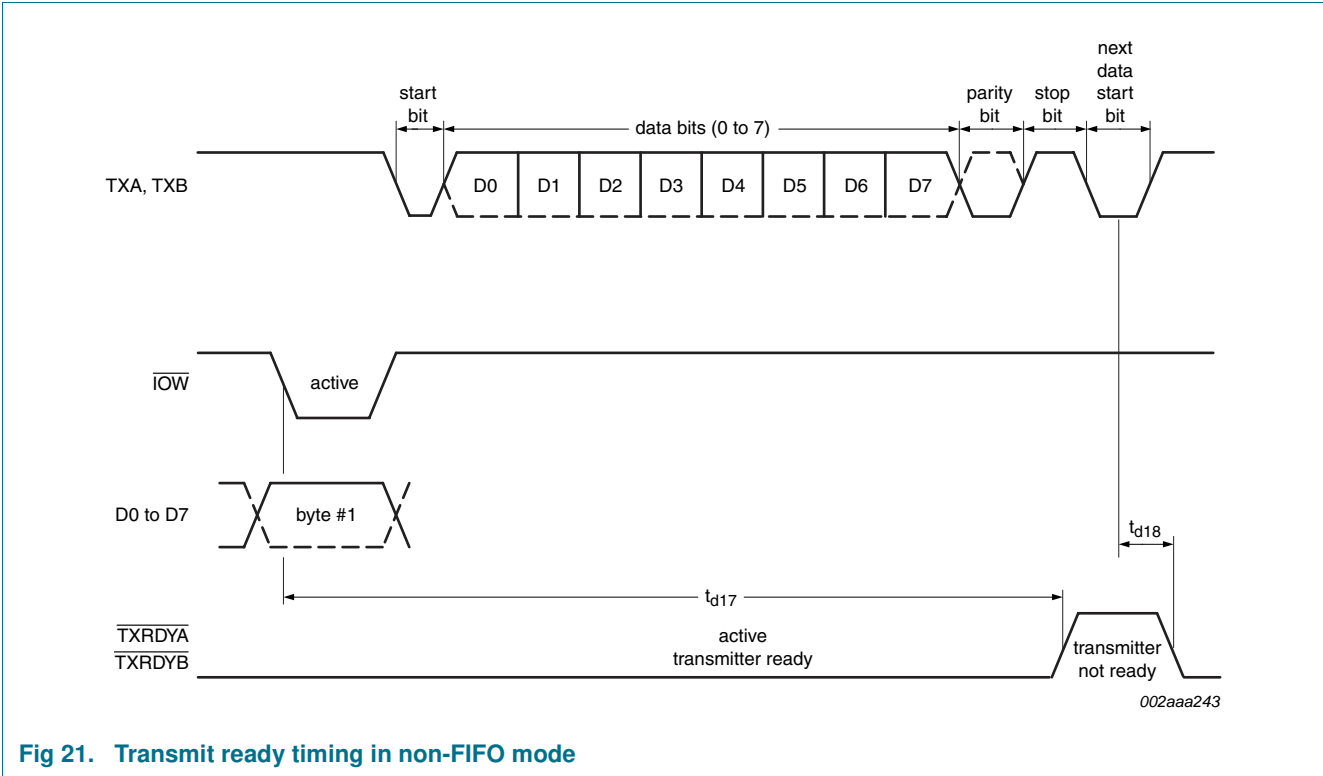 next
data
start
bit
start
bit
parity
bit
stop
bit
data bits (0 to 7)
TXA, TXB
D0
D1
D2
D3
D4
D5
D6
D7
IOW
active
D0 to D7
byte #1
td18
td17
TXRDYA
TXRDYB
active
transmitter ready
transmitter
not ready
002aaa243
Fig 21. Transmit ready timing in non-FIFO mode